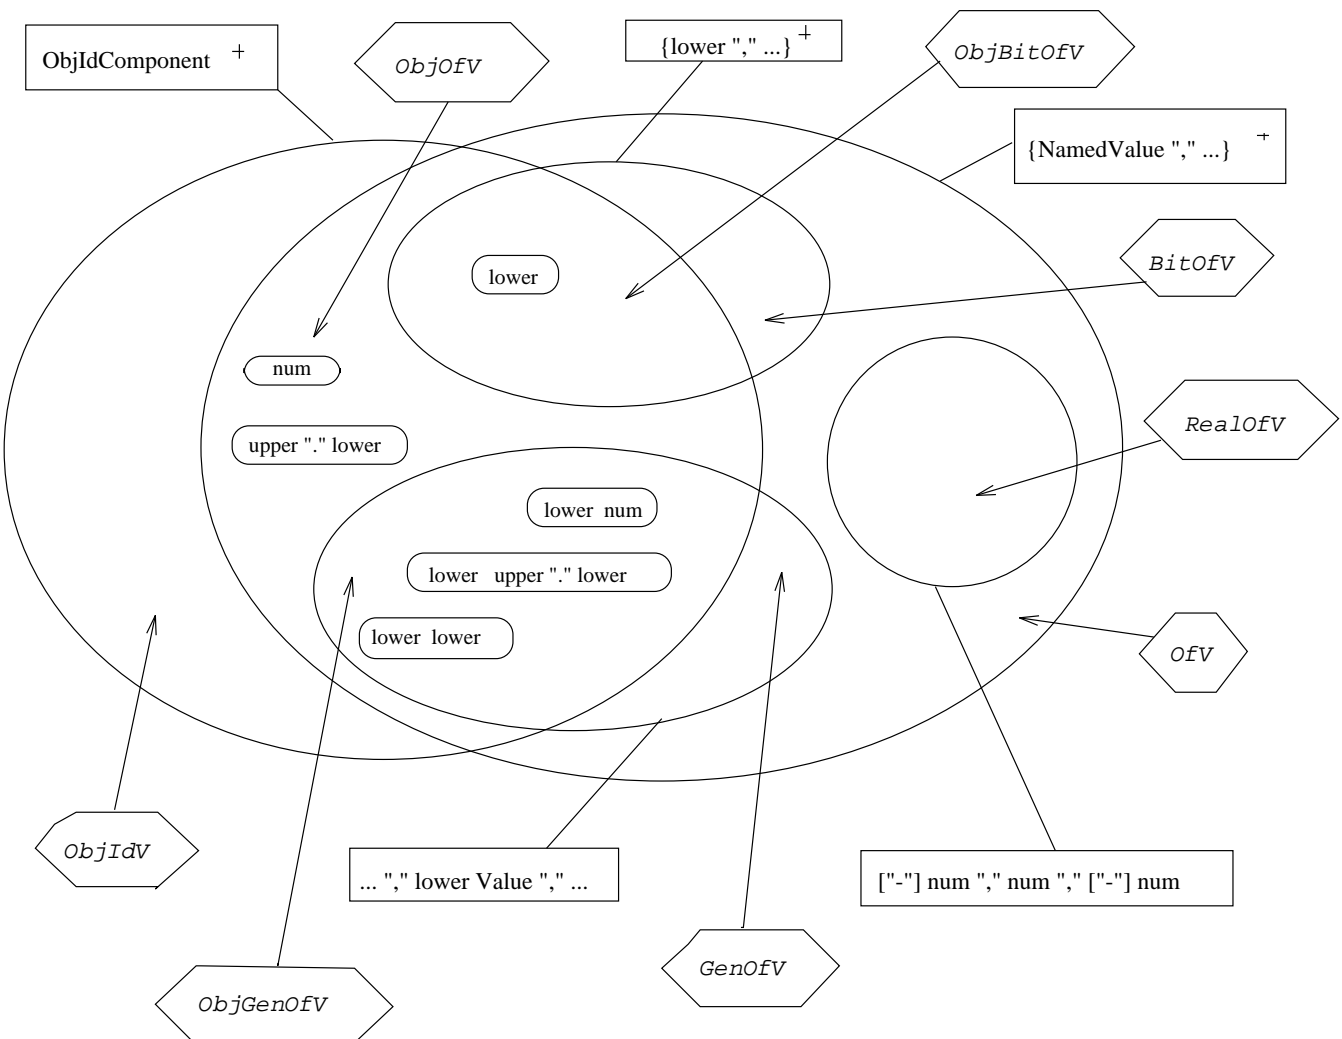 ObjIdComponent +
ObjOfV
{lower "," ...} +
ObjBitOfV
{NamedValue "," ...} +
BitOfV
lower
num
upper "." lower
RealOfV
lower num
lower upper "." lower
lower lower
OfV
ObjIdV
... "," lower Value "," ...
["-"] num "," num "," ["-"] num
GenOfV
ObjGenOfV